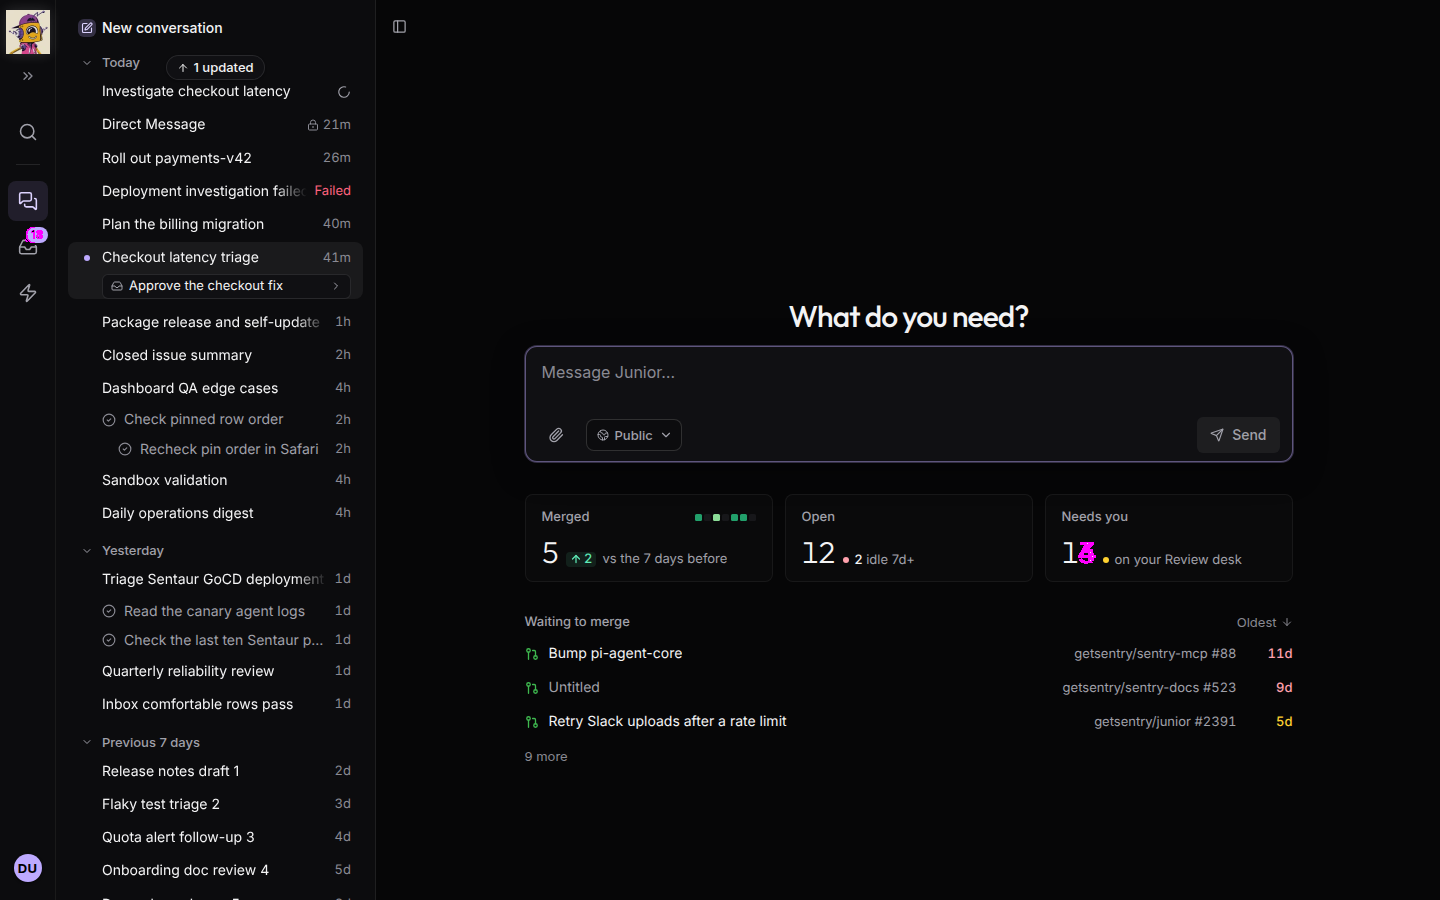 New conversation
Today
1 updated
Investigate checkout latency
Direct Message 21m
Roll out payments-v42 26m
Deployment investigation failed Failed
Plan the billing migration 40m
Checkout latency triage 41m
Approve the checkout fix
Package release and self-update 1h
Closed issue summary 2h
Dashboard QA edge cases 4h
Check pinned row order 2h
Recheck pin order in Safari 2h
Sandbox validation 4h
Daily operations digest 4h
Yesterday
Triage Sentaur GoCD deployment 1d
Read the canary agent logs 1d
Check the last ten Sentaur p... 1d
Quarterly reliability review 1d
Inbox comfortable rows pass 1d
Previous 7 days
Release notes draft 1 2d
Flaky test triage 2 3d
Quota alert follow-up 3 4d
Onboarding doc review 4 5d
DU
What do you need?
Message Junior...
Public
Send
Merged
5 2 vs the 7 days before
Open
12 2 idle 7d+
Needs you
on your Review desk
Waiting to merge Oldest
Bump pi-agent-core getsentry/sentry-mcp #88 11d
Untitled getsentry/sentry-docs #523 9d
Retry Slack uploads after a rate limit getsentry/junior #2391 5d
9 more